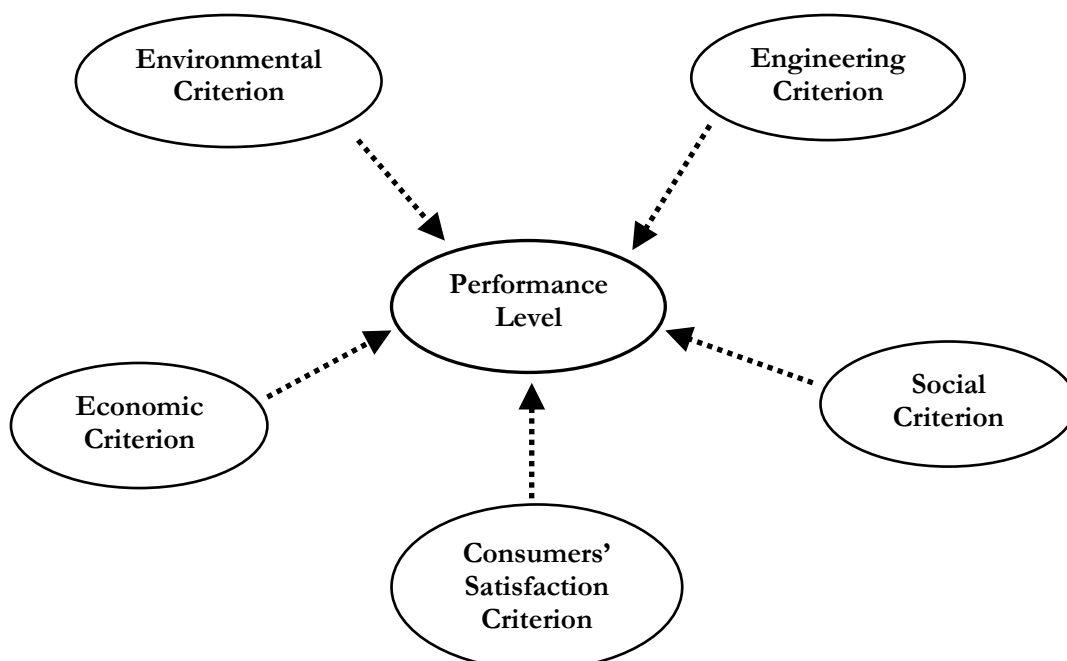 Environmental
Criterion
Engineering
Criterion
Performance
Level
Economic
Criterion
Social
Criterion
Consumers’
Satisfaction
Criterion